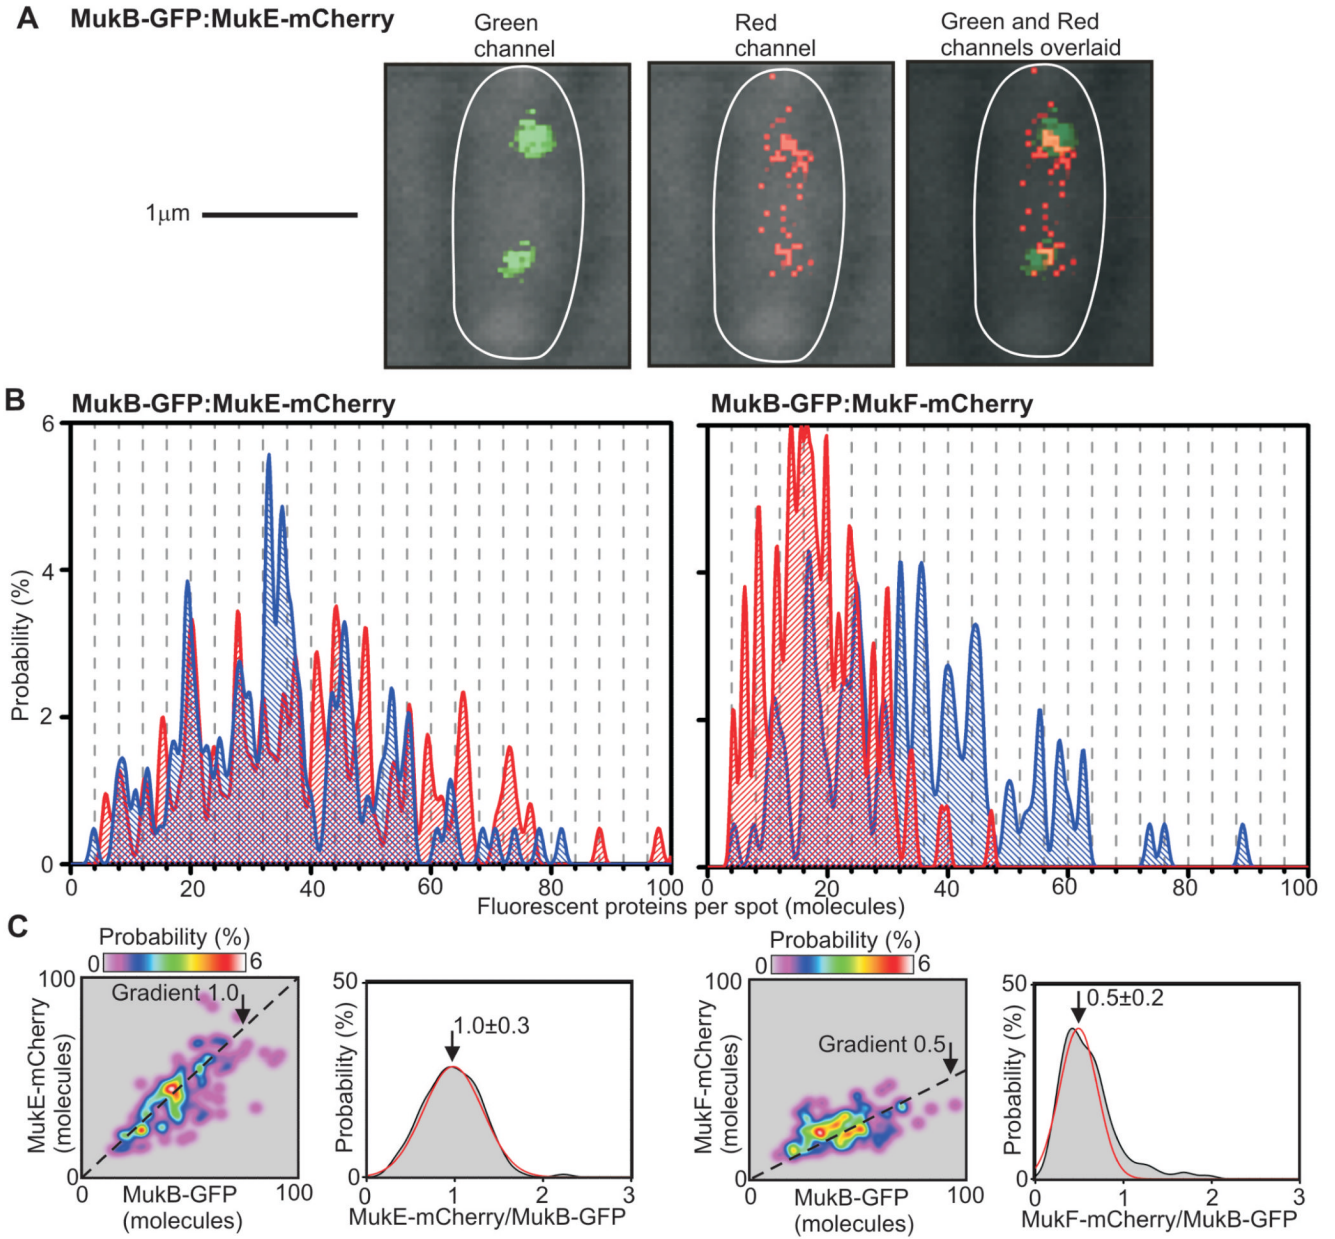 A MukB-GFP:MukE-mCherry
Green
channel
Red
channel
Green and Red
channels overlaid
1μm
B MukB-GFP:MukE-mCherry
MukB-GFP:MukF-mCherry
6
4
2
0
Probability (%)
0 20 40 60 80 100
0 20 40 60 80 100
Fluorescent proteins per spot (molecules)
C
Probability (%)
0 6
100
Gradient 1.0
MukE-mCherry
(molecules)
0
0 100
MukB-GFP
(molecules)
50
1.0±0.3
Probability (%)
0
0 1 2 3
MukE-mCherry/MukB-GFP
Probability (%)
0 6
100
Gradient 0.5
MukF-mCherry
(molecules)
0
0 100
MukB-GFP
(molecules)
50
0.5±0.2
Probability (%)
0
0 1 2 3
MukF-mCherry/MukB-GFP